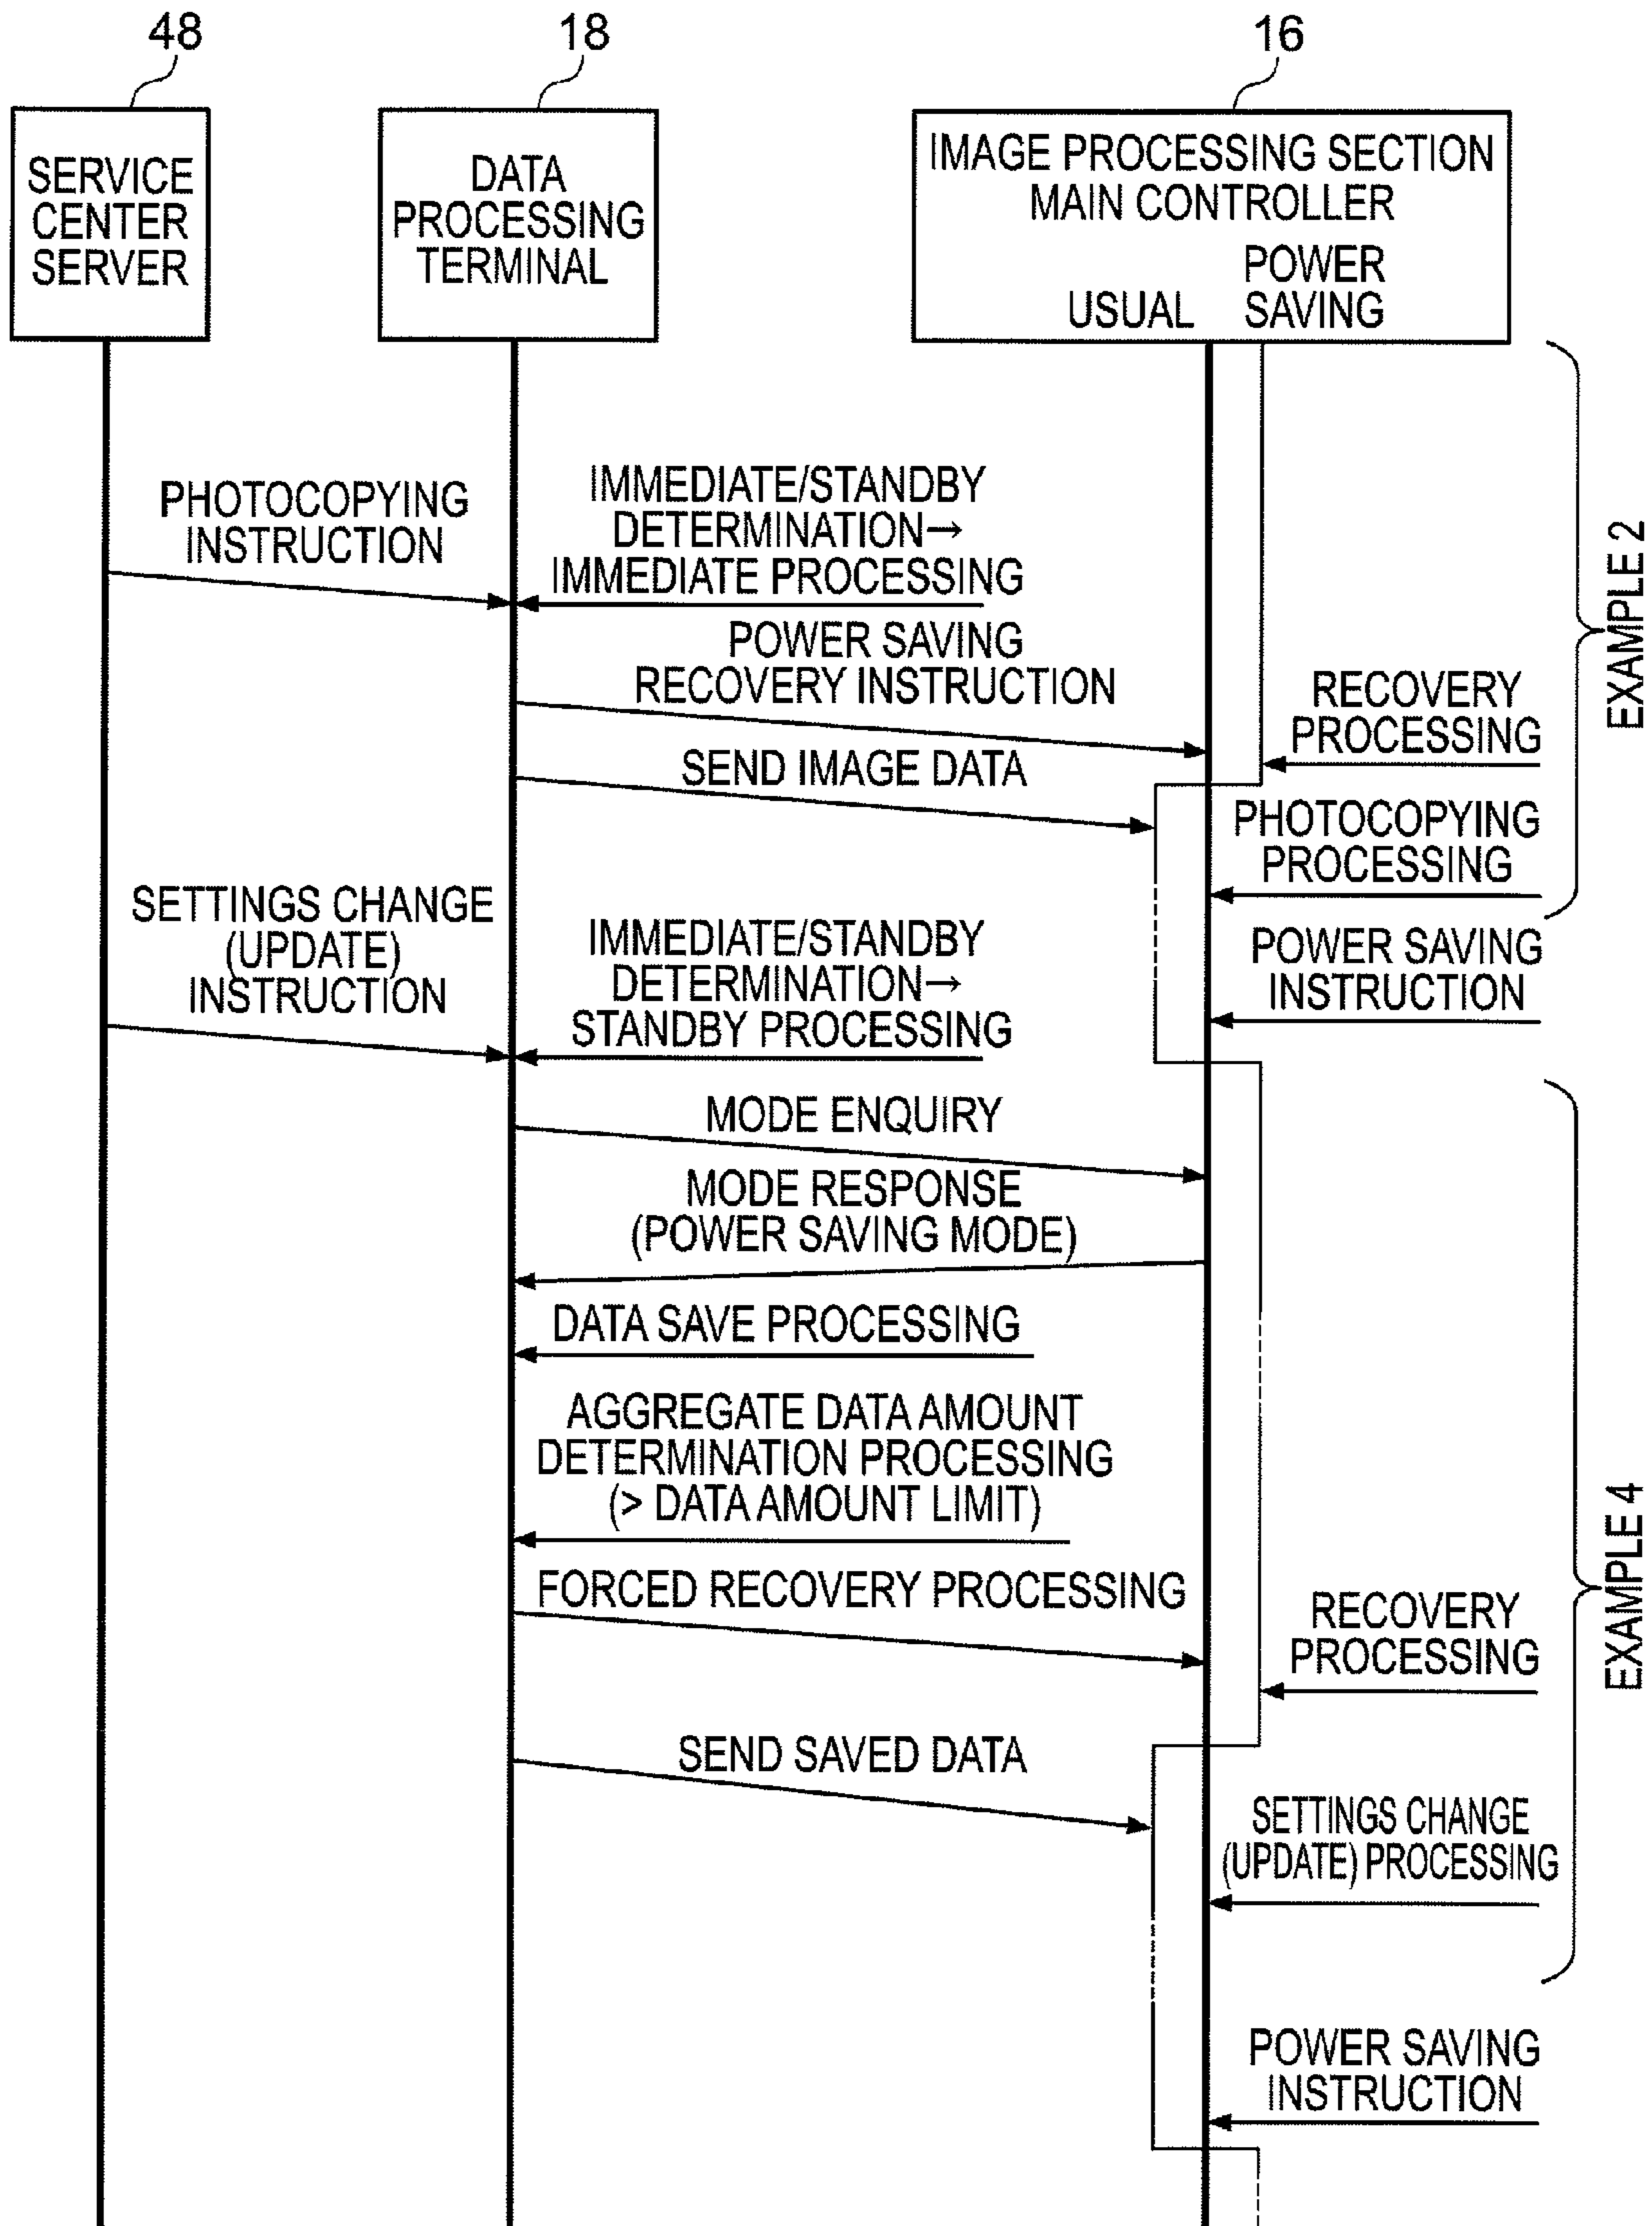 48
18
16
SERVICE
CENTER
SERVER
DATA
PROCESSING
TERMINAL
IMAGE PROCESSING SECTION
MAIN CONTROLLER
POWER
USUAL SAVING
PHOTOCOPYING
INSTRUCTION
IMMEDIATE/STANDBY
DETERMINATION→
IMMEDIATE PROCESSING
POWER SAVING
RECOVERY INSTRUCTION
RECOVERY
PROCESSING
SEND IMAGE DATA
PHOTOCOPYING
PROCESSING
EXAMPLE 2
SETTINGS CHANGE
(UPDATE)
INSTRUCTION
IMMEDIATE/STANDBY
DETERMINATION→
STANDBY PROCESSING
POWER SAVING
INSTRUCTION
MODE ENQUIRY
MODE RESPONSE
(POWER SAVING MODE)
DATA SAVE PROCESSING
AGGREGATE DATA AMOUNT
DETERMINATION PROCESSING
(> DATA AMOUNT LIMIT)
FORCED RECOVERY PROCESSING
RECOVERY
PROCESSING
SEND SAVED DATA
SETTINGS CHANGE
(UPDATE) PROCESSING
EXAMPLE 4
POWER SAVING
INSTRUCTION